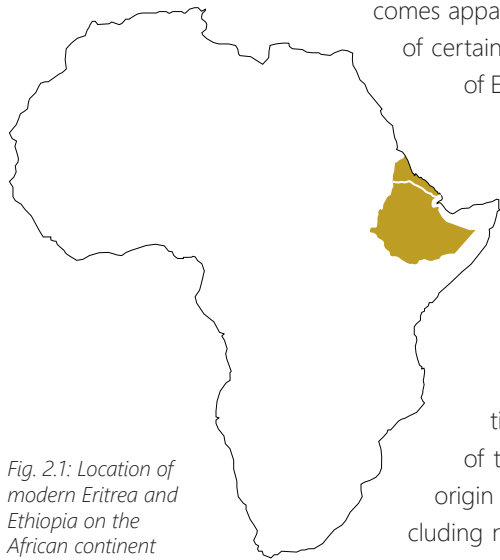 comes appa
of certain
of E
ti
of t
origin
cluding r
Fig. 2.1: Location of
modern Eritrea and
Ethiopia on the
African continent